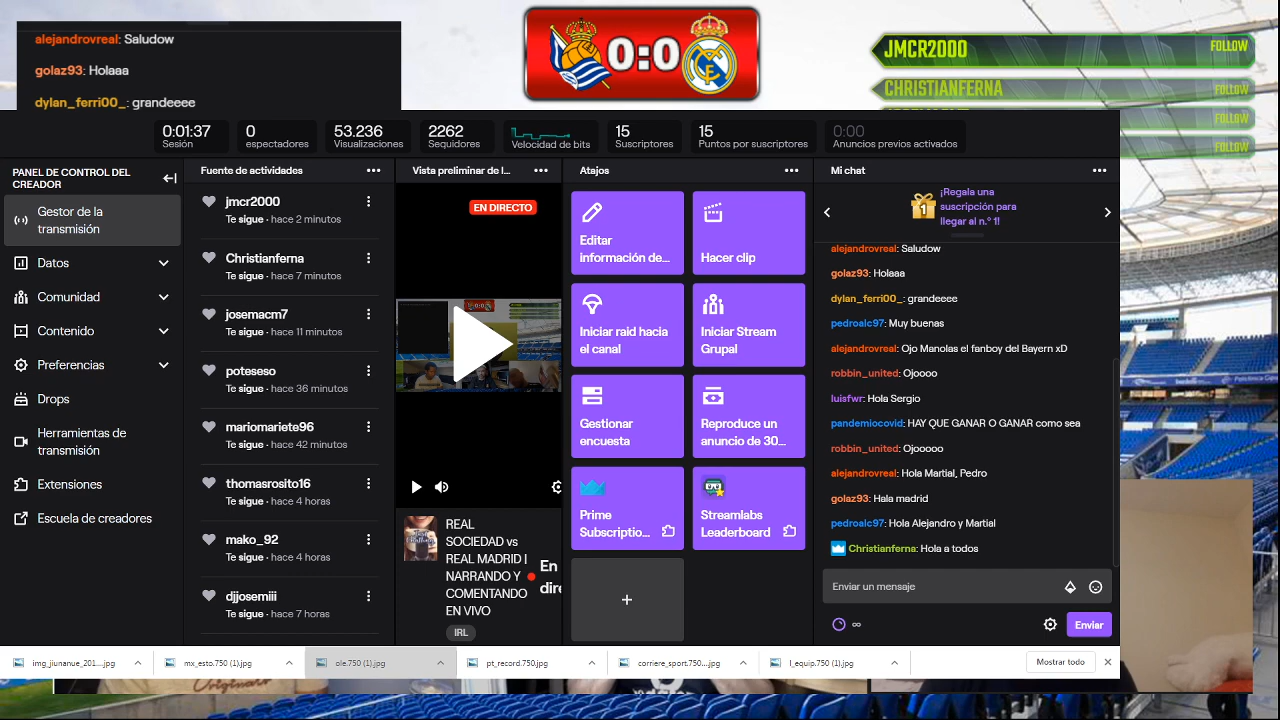 alejandrovreal: Saludow
golaz93: Holaaa
dylan_ferri00_: grandeeee
0:0
JMCR2000 FOLLOW
CHRISTIANFERNA FOLLOW
FOLLOW
FOLLOW
0:01:37
Sesión
0
espectadores
53.236
Visualizaciones
2262
Seguidores
Velocidad de bits
15
Suscriptores
15
Puntos por suscriptores
0:00
Anuncios previos activados
PANEL DE CONTROL DEL
CREADOR
Gestor de la
transmisión
Datos
Comunidad
Contenido
Preferencias
Drops
Herramientas de
transmisión
Extensiones
Escuela de creadores
Fuente de actividades
jmcr2000
Te sigue · hace 2 minutos
Christianferna
Te sigue · hace 7 minutos
josemacm7
Te sigue · hace 11 minutos
poteseso
Te sigue · hace 36 minutos
mariomariete96
Te sigue · hace 42 minutos
thomasrosito16
Te sigue · hace 4 horas
mako_92
Te sigue · hace 4 horas
djjosemiii
Te sigue · hace 7 horas
Vista preliminar de l...
EN DIRECTO
REAL
SOCIEDAD vs
REAL MADRID |
NARRANDO Y
COMENTANDO
EN VIVO
En
dire
IRL
Atajos
Editar
información de...
Hacer clip
Iniciar raid hacia
el canal
Iniciar Stream
Grupal
Gestionar
encuesta
Reproduce un
anuncio de 30...
Prime
Subscriptio...
Streamlabs
Leaderboard
+
Mi chat
1
¡Regala una
suscripción para
llegar al n.º 1!
alejandrovreal: Saludow
golaz93: Holaaa
dylan_ferri00_: grandeeee
pedroalc97: Muy buenas
alejandrovreal: Ojo Manolas el fanboy del Bayern xD
robbin_united: Ojoooo
luisfwr: Hola Sergio
pandemiocovid: HAY QUE GANAR O GANAR como sea
robbin_united: Ojooooo
alejandrovreal: Hola Martial, Pedro
golaz93: Hala madrid
pedroalc97: Hola Alejandro y Martial
Christianferna: Hola a todos
Enviar un mensaje
∞
Enviar
img_jiunanue_201....jpg
mx_esto.750 (1).jpg
ole.750 (1).jpg
pt_record.750.jpg
corriere_sport.750....jpg
l_equip.750 (1).jpg
Mostrar todo
Originals